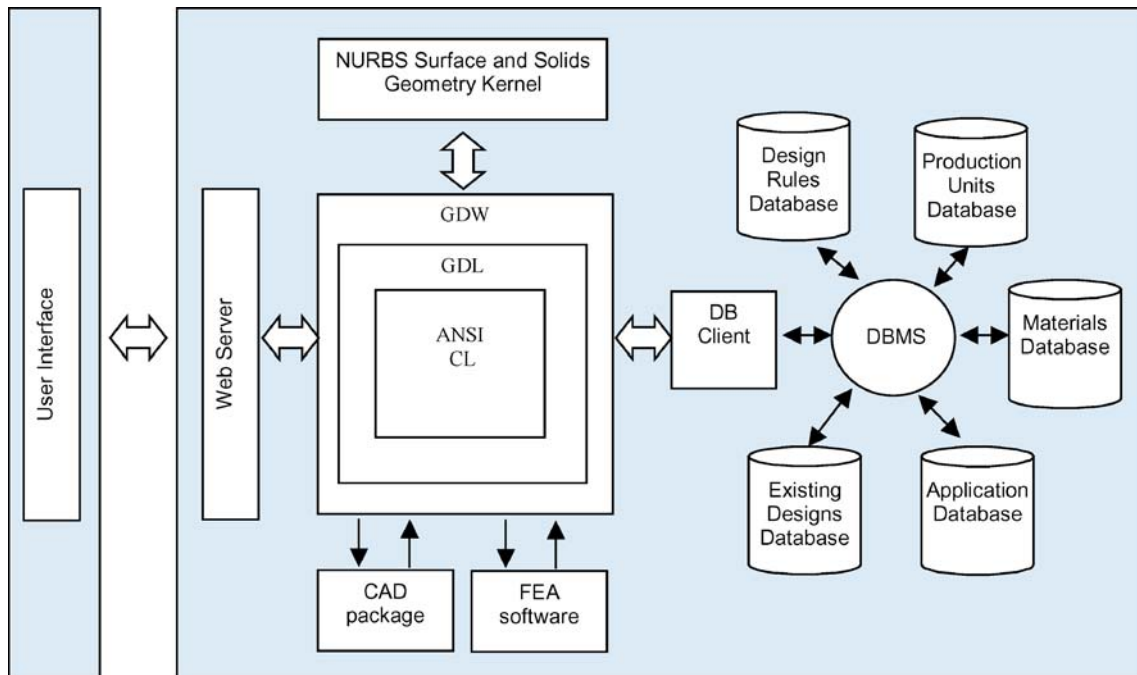 NURBS Surface and Solids
Geometry Kernel
User Interface
Web Server
GDW
GDL
ANSI
CL
DB
Client
DBMS
Design
Rules
Database
Production
Units
Database
Materials
Database
Existing
Designs
Database
Application
Database
CAD
package
FEA
software